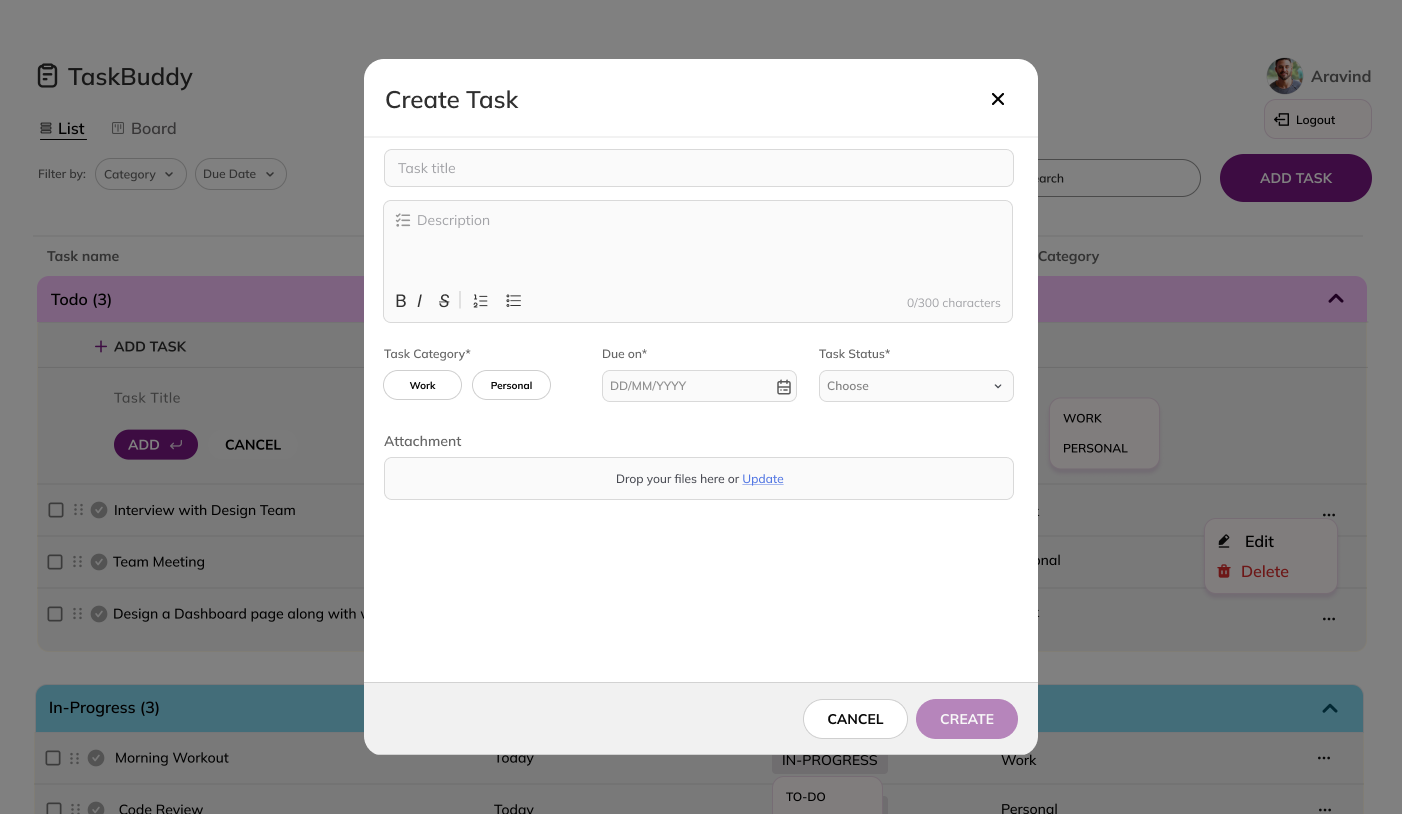 TaskBuddy
Aravind
Logout
List Board
Filter by: Category Due Date
ADD TASK
Task name
Category
Todo (3)
ADD TASK
Task Title
ADD CANCEL
WORK
PERSONAL
Interview with Design Team
Edit
Team Meeting
Delete
Design a Dashboard page along with
In-Progress (3)
Morning Workout Today IN-PROGRESS Work
TO-DO
Code Review Today Personal
Create Task
Task title
Description
B I S
0/300 characters
Task Category* Due on* Task Status*
Work Personal DD/MM/YYYY Choose
Attachment
Drop your files here or Update
CANCEL CREATE